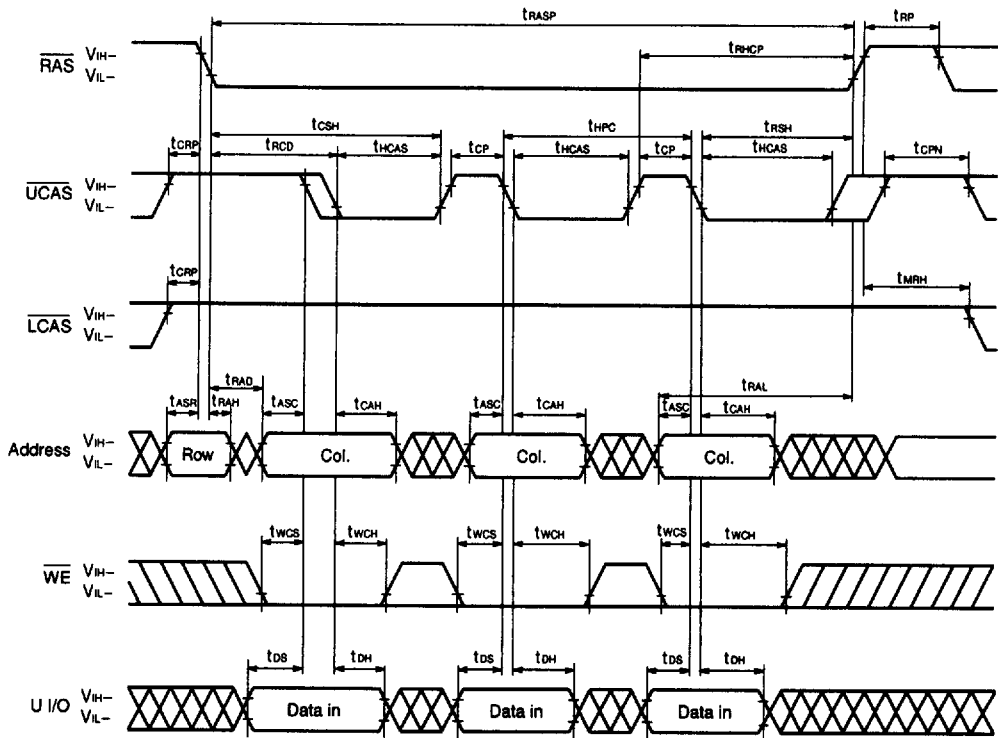 tRASP tRP
RAS VIH– VIL– tRHCP
tCSH tHPC tRSH
tCRP tRCD tHCAS tCP tHCAS tCP tHCAS tCPN
UCAS VIH– VIL–
tCRP tMRH
LCAS VIH– VIL–
tRAD tRAL
tASR tRAH tASC tCAH tASC tCAH tASC tCAH
Address VIH– VIL– Row Col. Col. Col.
tWCS tWCH tWCS tWCH tWCS tWCH
WE VIH– VIL–
tDS tDH tDS tDH tDS tDH
U I/O VIH– VIL– Data in Data in Data in